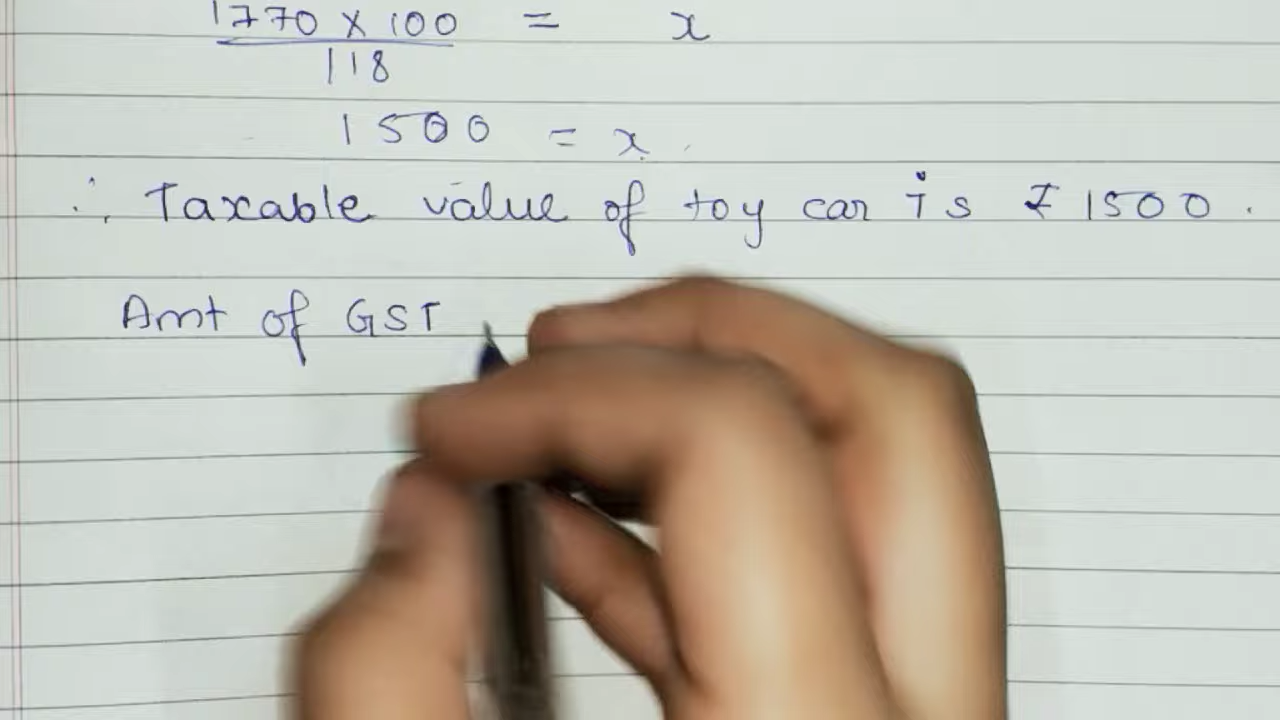 1770 × 100 = x
118
1500 = x
∴ Taxable value of toy car is ₹ 1500.
Amt of GST